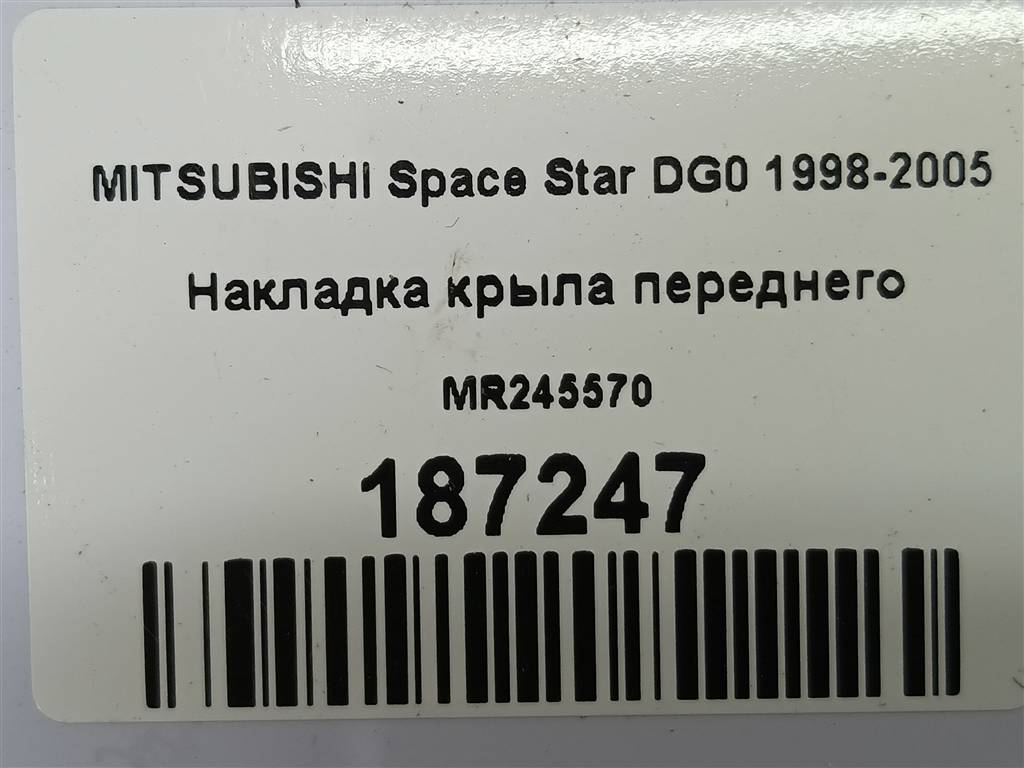 MITSUBISHI Space Star DG0 1998-2005
Накладка крыла переднего
MR245570
187247